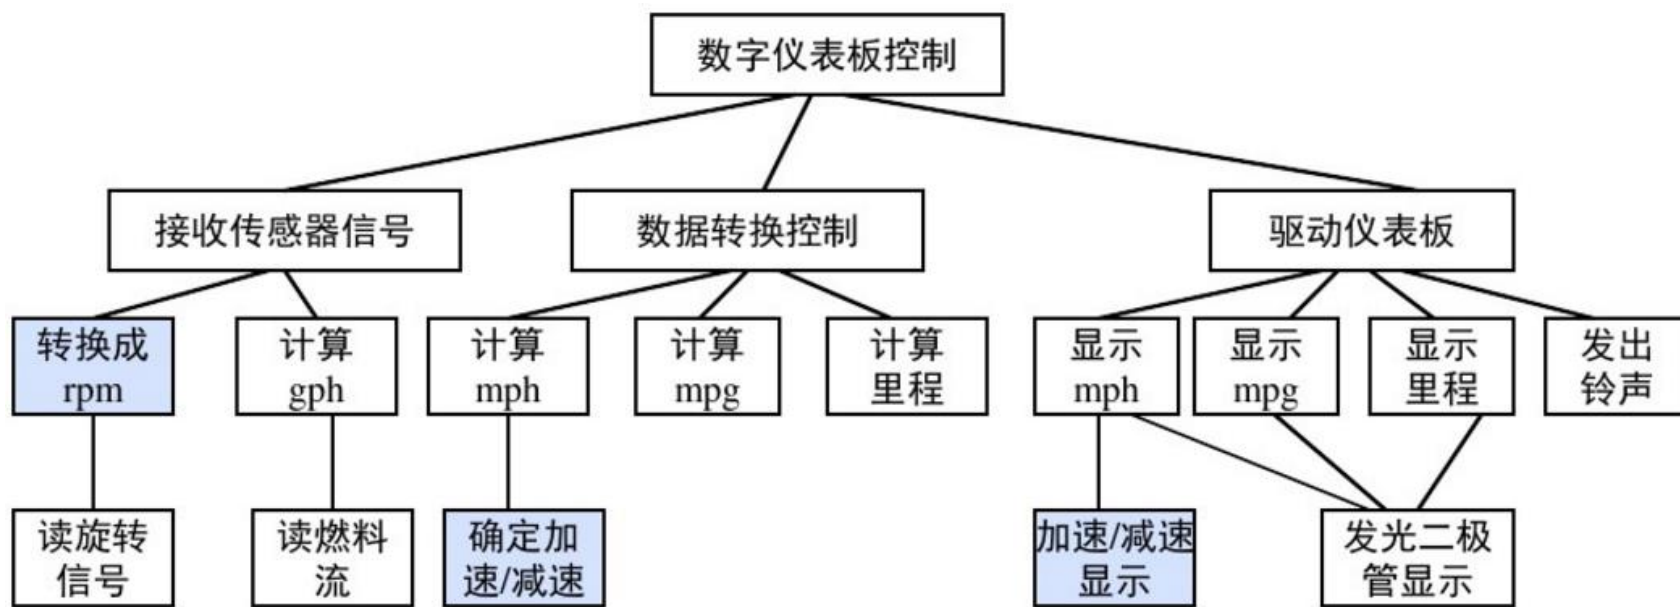 数字仪表板控制
接收传感器信号
数据转换控制
驱动仪表板
转换成
rpm
计算
gph
计算
mph
计算
mpg
计算
里程
显示
mph
显示
mpg
显示
里程
发出
铃声
读旋转
信号
读燃料
流
确定加
速/减速
加速/减速
显示
发光二极
管显示